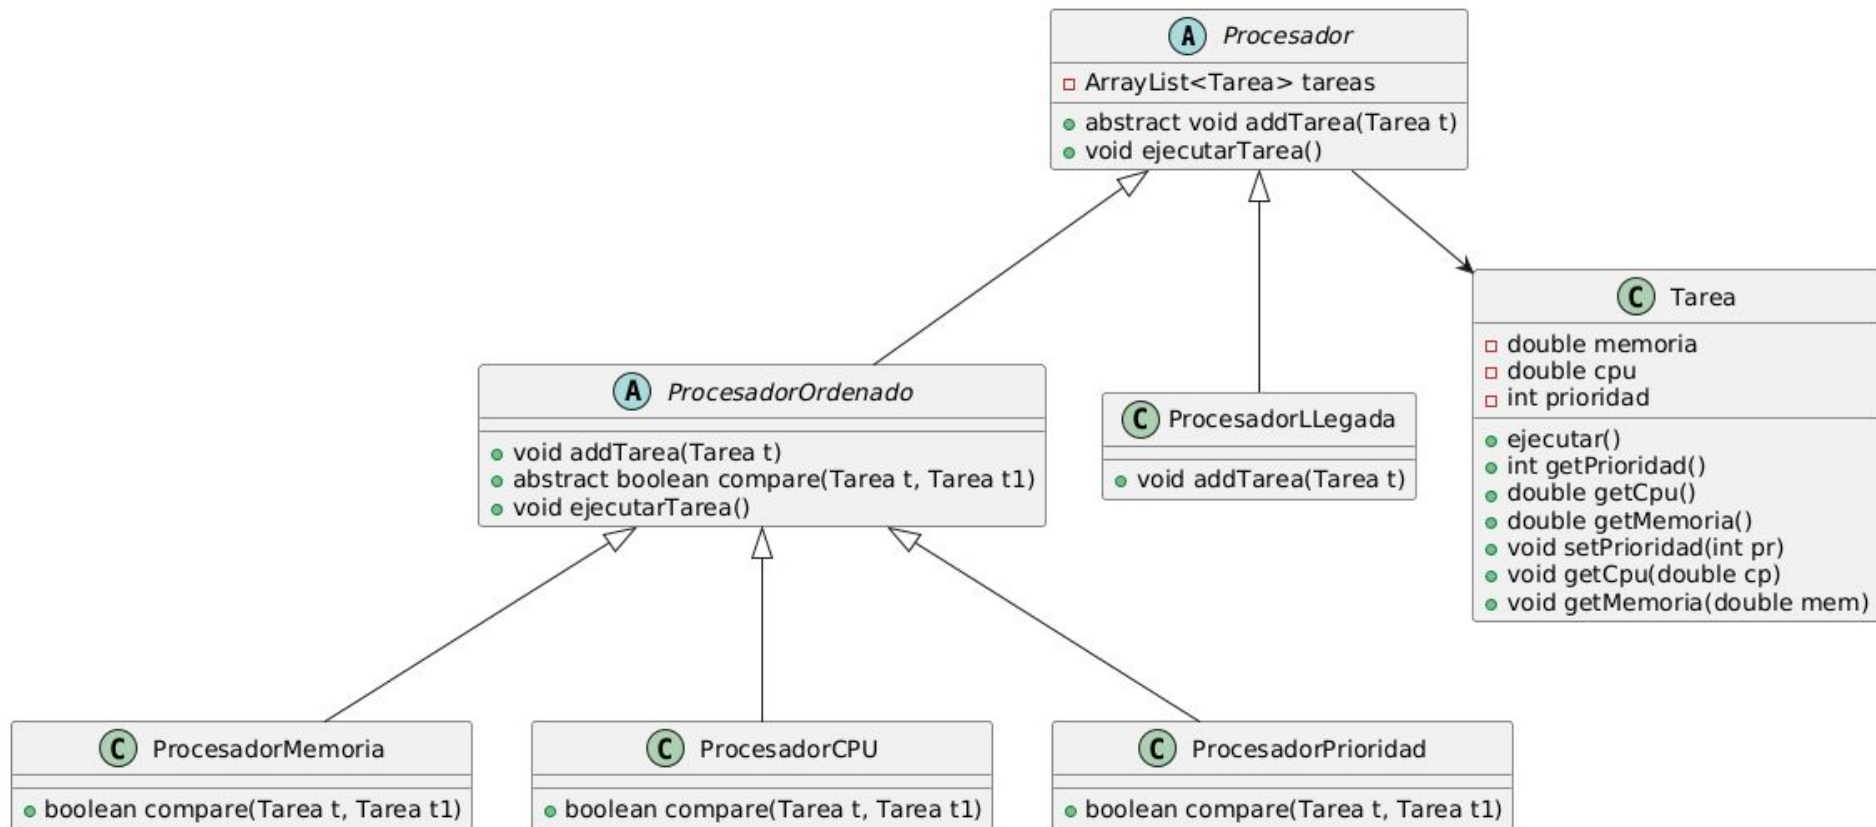 A Procesador
ArrayList<Tarea> tareas
abstract void addTarea(Tarea t)
void ejecutarTarea()
A ProcesadorOrdenado
void addTarea(Tarea t)
abstract boolean compare(Tarea t, Tarea t1)
void ejecutarTarea()
C ProcesadorLLegada
void addTarea(Tarea t)
C Tarea
double memoria
double cpu
int prioridad
ejecutar()
int getPrioridad()
double getCpu()
double getMemoria()
void setPrioridad(int pr)
void getCpu(double cp)
void getMemoria(double mem)
C ProcesadorMemoria
boolean compare(Tarea t, Tarea t1)
C ProcesadorCPU
boolean compare(Tarea t, Tarea t1)
C ProcesadorPrioridad
boolean compare(Tarea t, Tarea t1)